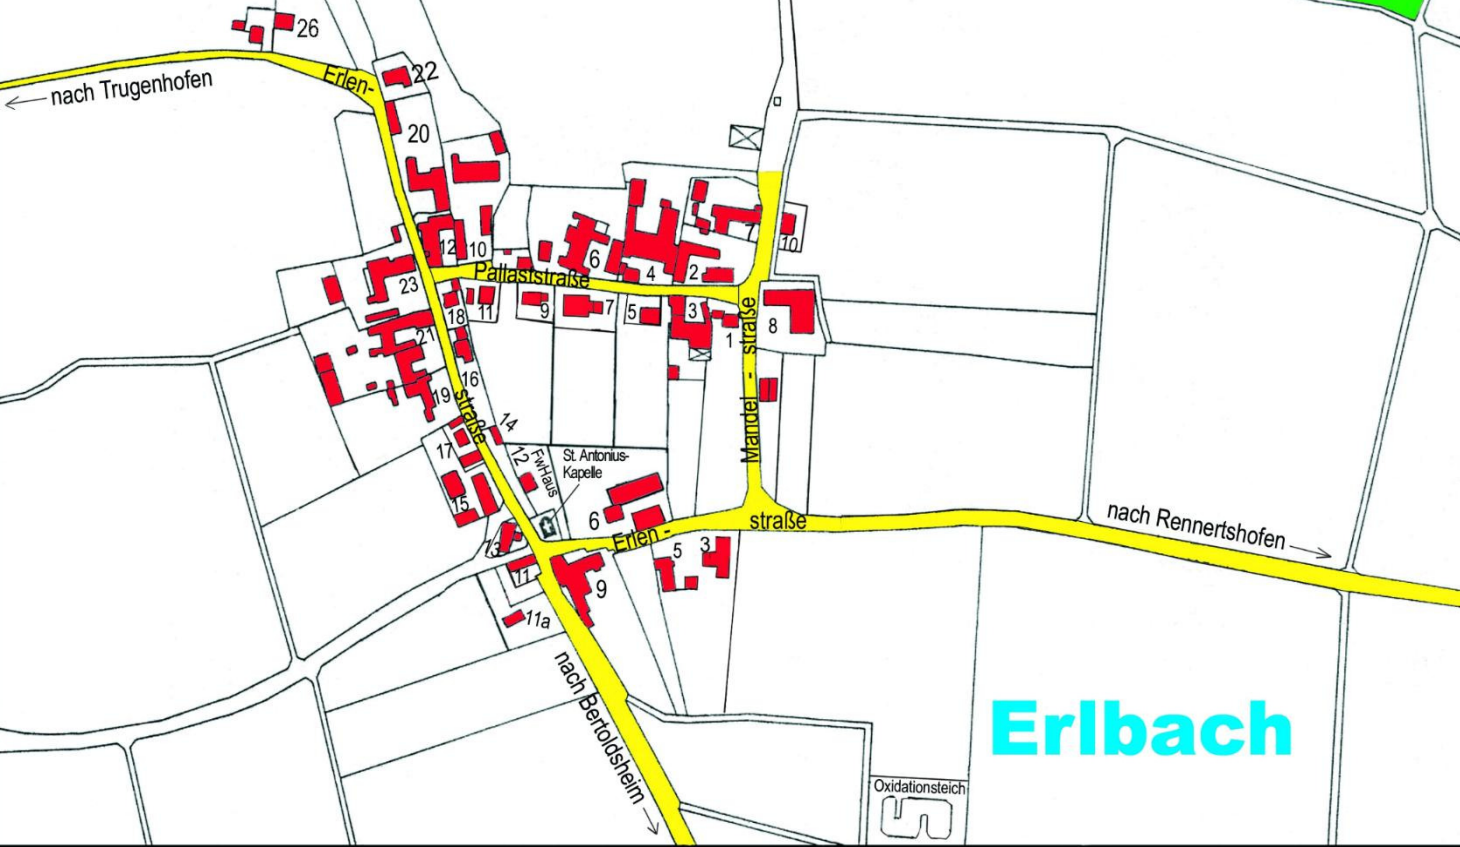 26
Erlen-
22
nach Trugenhofen
20
7
10
12
10
6
4
2
Pallaststraße
23
18
11
9
7
5
3
1
8
21
16
19
straße
Mandel - straße
14
17
12
FwHaus
St. Antonius-
Kapelle
15
6
Erlen -
straße
nach Rennertshofen
13
11
5
3
9
11a
nach Bertoldsheim
Erlbach
Oxidationsteich